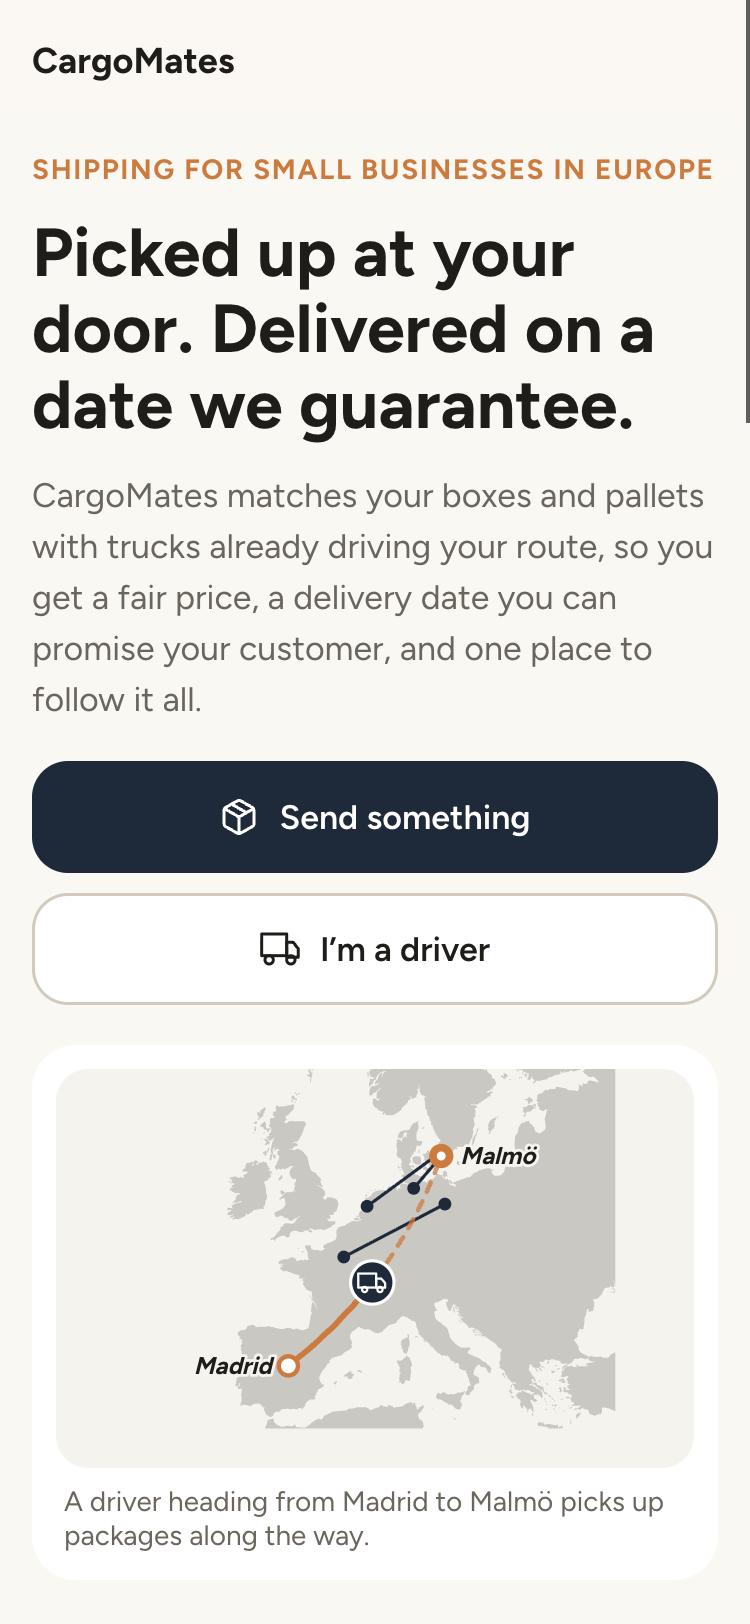 CargoMates
SHIPPING FOR SMALL BUSINESSES IN EUROPE
Picked up at your
door. Delivered on a
date we guarantee.
CargoMates matches your boxes and pallets
with trucks already driving your route, so you
get a fair price, a delivery date you can
promise your customer, and one place to
follow it all.
Send something
I’m a driver
Malmö
Madrid
A driver heading from Madrid to Malmö picks up
packages along the way.